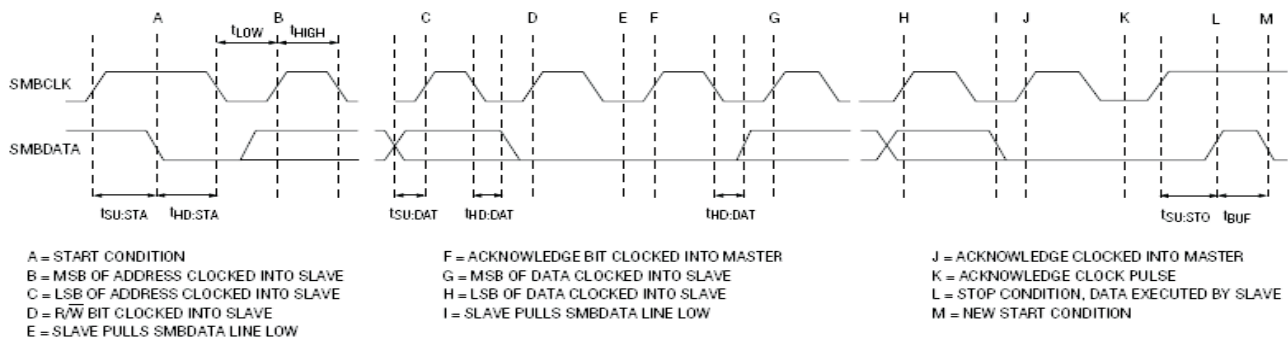 A B C D E F G H I J K L M
tLOW tHIGH
SMBCLK
SMBDATA
tSU:STA tHD:STA tSU:DAT tHD:DAT tHD:DAT tSU:STO tBUF
A = START CONDITION
B = MSB OF ADDRESS CLOCKED INTO SLAVE
C = LSB OF ADDRESS CLOCKED INTO SLAVE
D = R/W̅ BIT CLOCKED INTO SLAVE
E = SLAVE PULLS SMBDATA LINE LOW
F = ACKNOWLEDGE BIT CLOCKED INTO MASTER
G = MSB OF DATA CLOCKED INTO SLAVE
H = LSB OF DATA CLOCKED INTO SLAVE
I = SLAVE PULLS SMBDATA LINE LOW
J = ACKNOWLEDGE CLOCKED INTO MASTER
K = ACKNOWLEDGE CLOCK PULSE
L = STOP CONDITION, DATA EXECUTED BY SLAVE
M = NEW START CONDITION